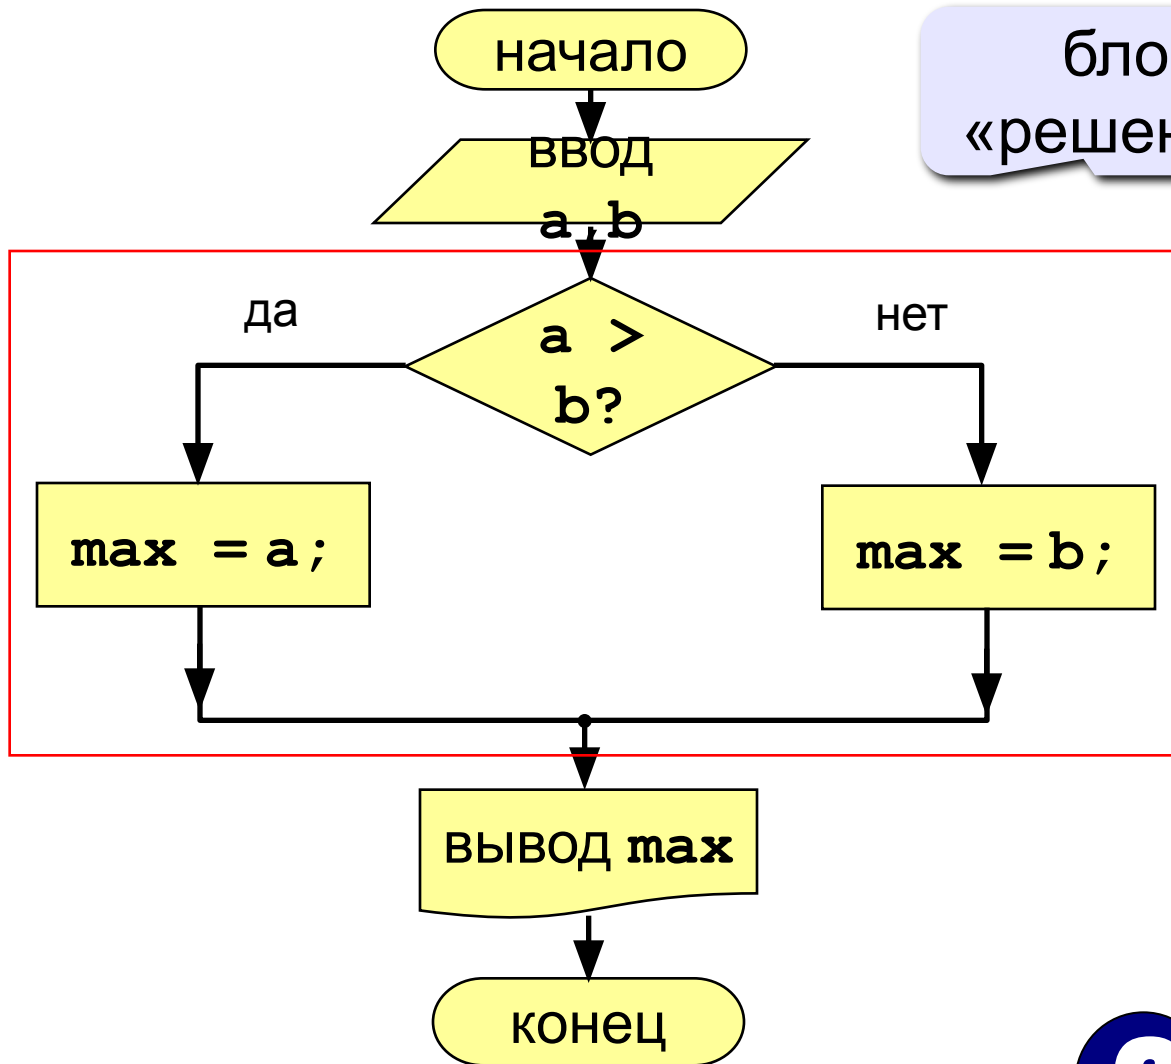 начало
бло
«решен
ввод
a,b
да
нет
a >
b?
max = a;
max = b;
вывод max
конец